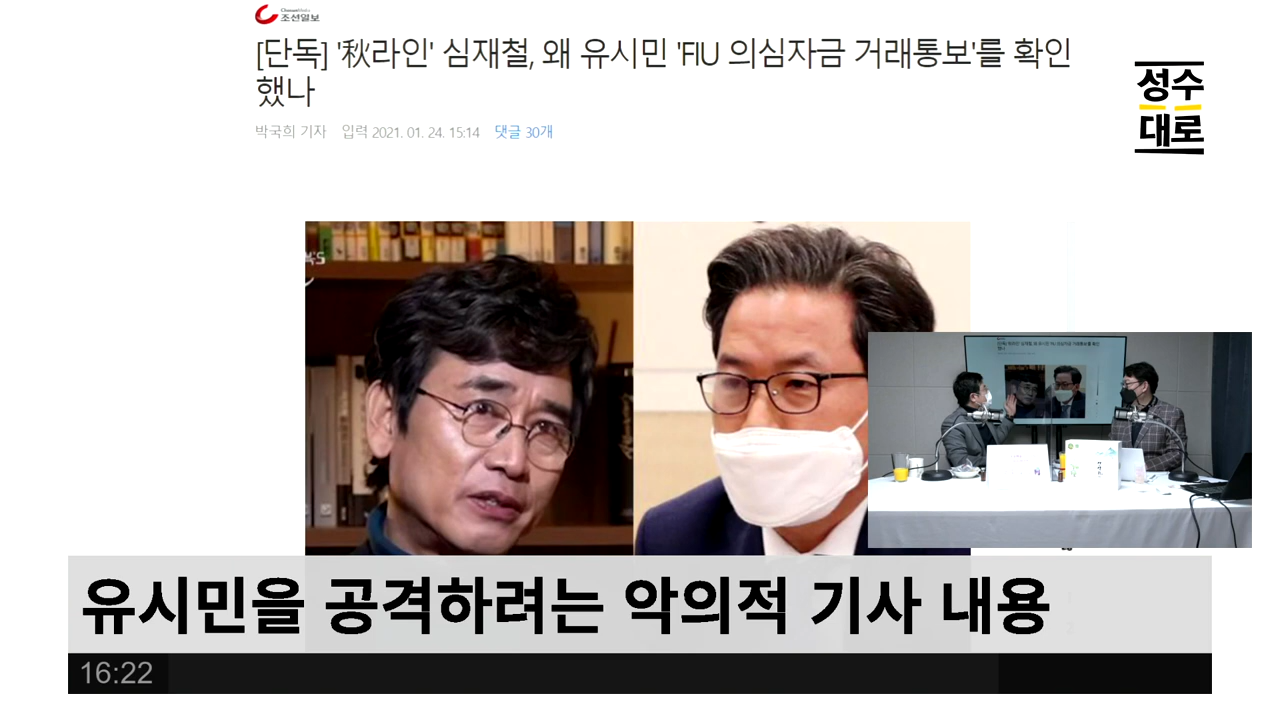 조선일보
[단독] '秋라인' 심재철, 왜 유시민 'FIU 의심자금 거래통보'를 확인
했나
박국희 기자 입력 2021. 01. 24. 15:14 댓글 30개
성수
대로
유시민을 공격하려는 악의적 기사 내용
16:22